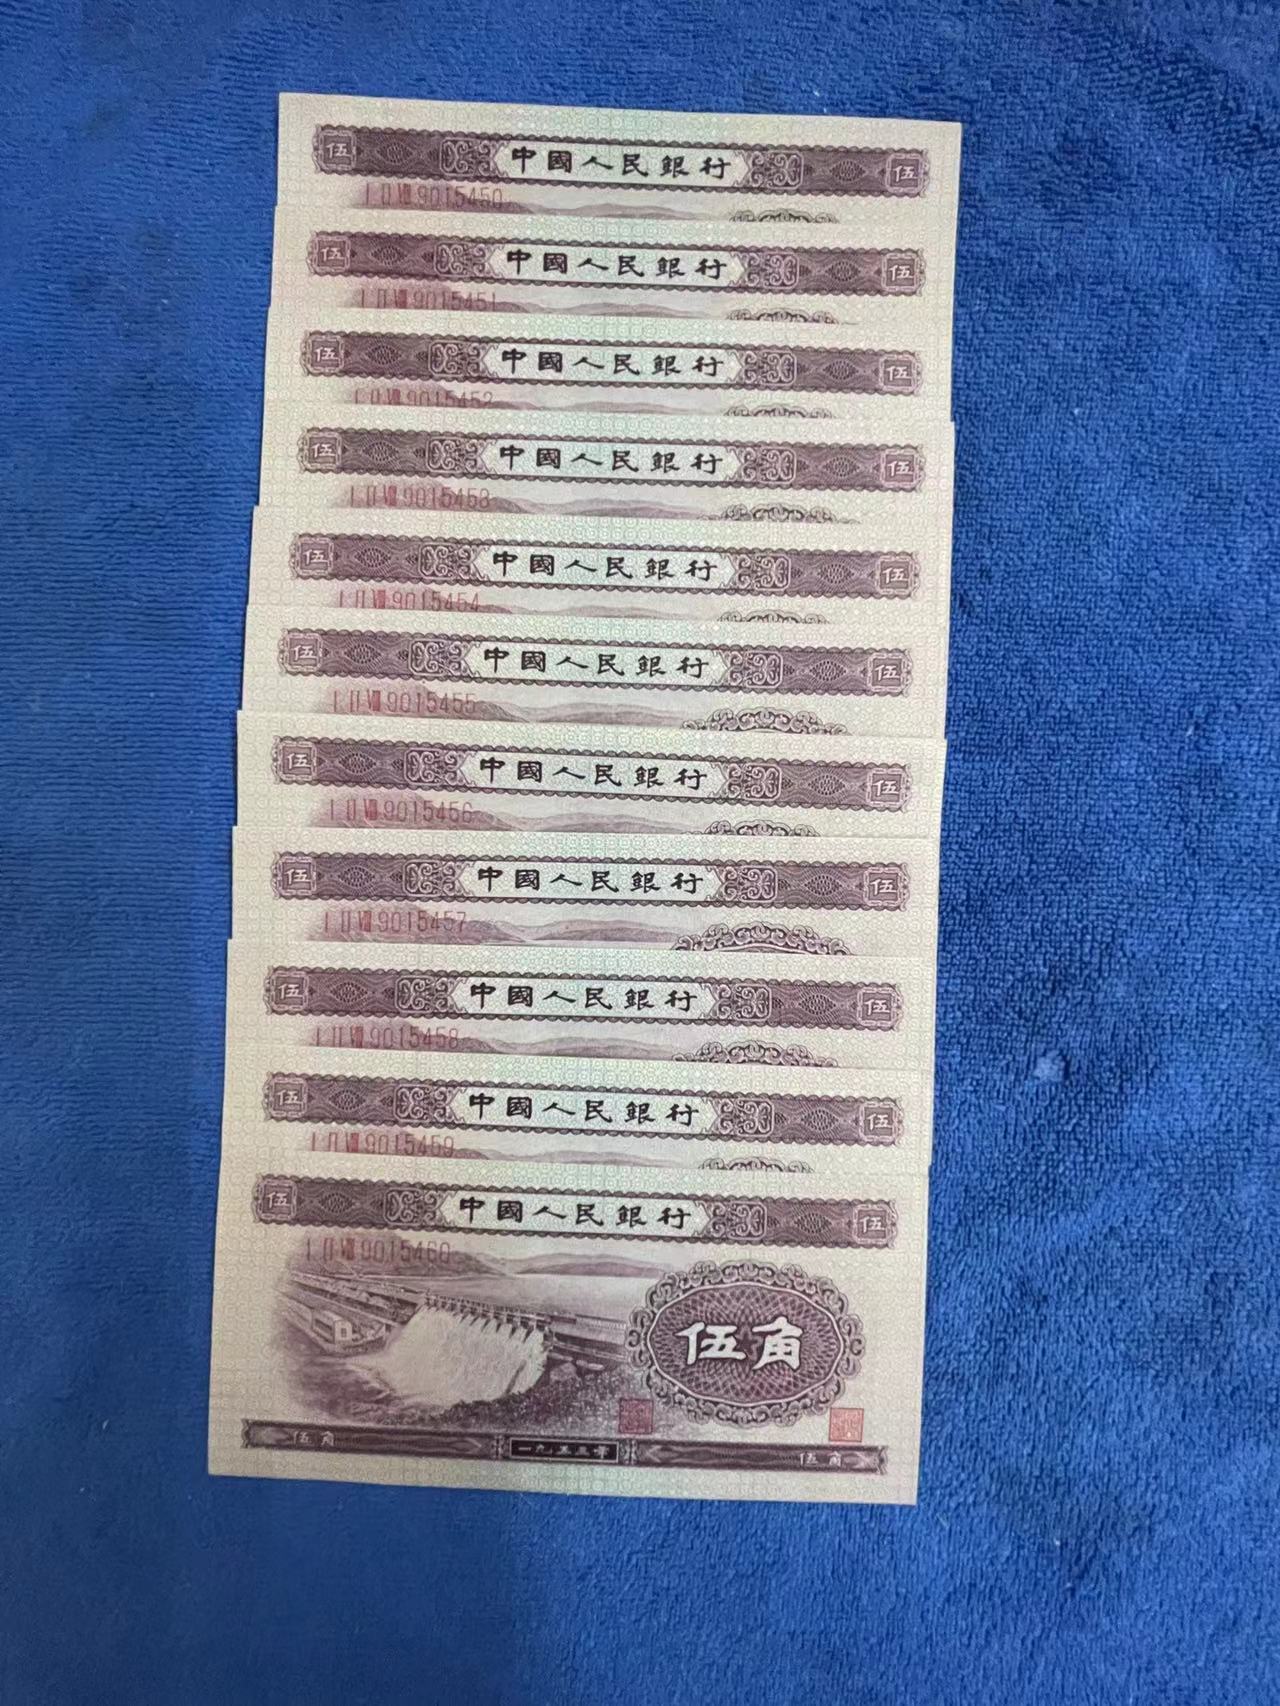 伍 中國人民銀行 伍
I II VIII 9015450
伍 中國人民銀行 伍
I II VIII 9015451
伍 中國人民銀行 伍
I II VIII 9015452
伍 中國人民銀行 伍
I II VIII 9015453
伍 中國人民銀行 伍
I II VIII 9015454
伍 中國人民銀行 伍
I II VIII 9015455
伍 中國人民銀行 伍
I II VIII 9015456
伍 中國人民銀行 伍
I II VIII 9015457
伍 中國人民銀行 伍
I II VIII 9015458
伍 中國人民銀行 伍
I II VIII 9015459
伍 中國人民銀行 伍
I II VIII 9015460
伍角
伍角 一九五三年 伍角